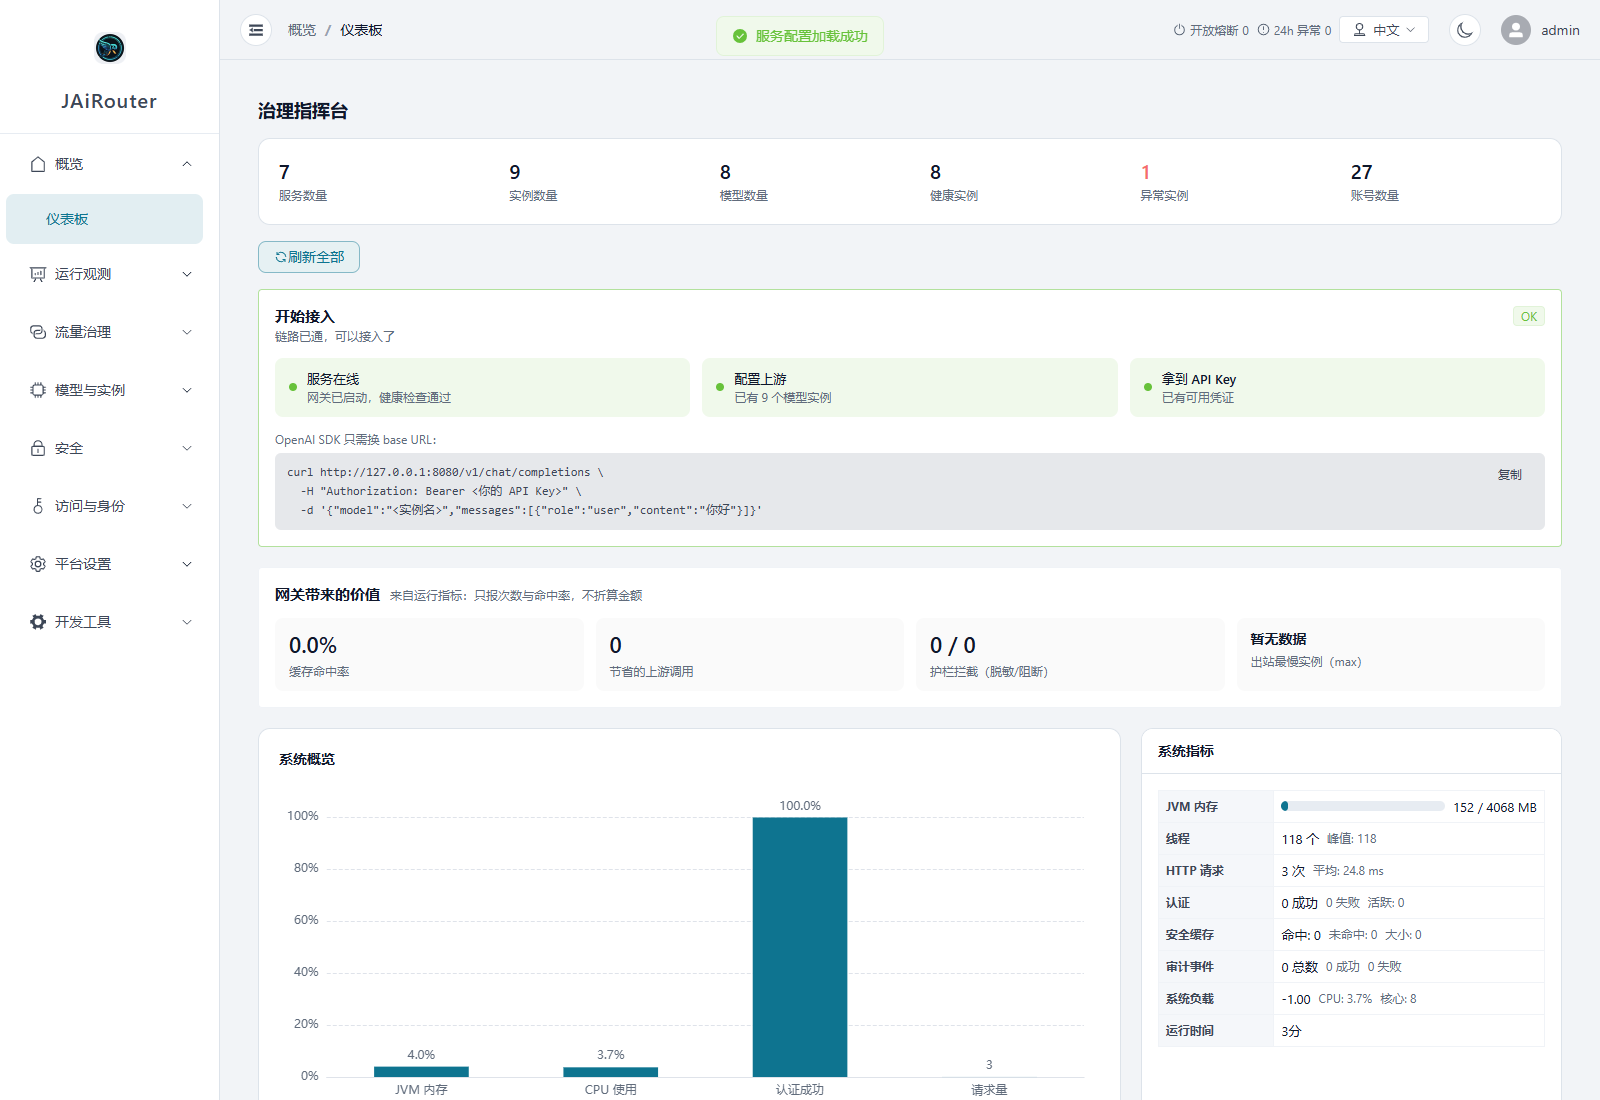 JAiRouter
概览
仪表板
运行观测
流量治理
模型与实例
安全
访问与身份
平台设置
开发工具
概览 / 仪表板
服务配置加载成功
开放熔断 0 24h 异常 0
中文
admin
治理指挥台
7
服务数量
9
实例数量
8
模型数量
8
健康实例
1
异常实例
27
账号数量
刷新全部
开始接入
OK
链路已通，可以接入了
服务在线
网关已启动，健康检查通过
配置上游
已有 9 个模型实例
拿到 API Key
已有可用凭证
OpenAI SDK 只需换 base URL:
curl http://127.0.0.1:8080/v1/chat/completions \
-H "Authorization: Bearer <你的 API Key>" \
-d '{"model":"<实例名>","messages":[{"role":"user","content":"你好"}]}'
复制
网关带来的价值 来自运行指标：只报次数与命中率，不折算金额
0.0%
缓存命中率
0
节省的上游调用
0 / 0
护栏拦截（脱敏/阻断）
暂无数据
出站最慢实例（max）
系统概览
100%
80%
60%
40%
20%
0%
4.0%
3.7%
100.0%
3
JVM 内存
CPU 使用
认证成功
请求量
系统指标
JVM 内存 152 / 4068 MB
线程 118 个 峰值: 118
HTTP 请求 3 次 平均: 24.8 ms
认证 0 成功 0 失败 活跃: 0
安全缓存 命中: 0 未命中: 0 大小: 0
审计事件 0 总数 0 成功 0 失败
系统负载 -1.00 CPU: 3.7% 核心: 8
运行时间 3分